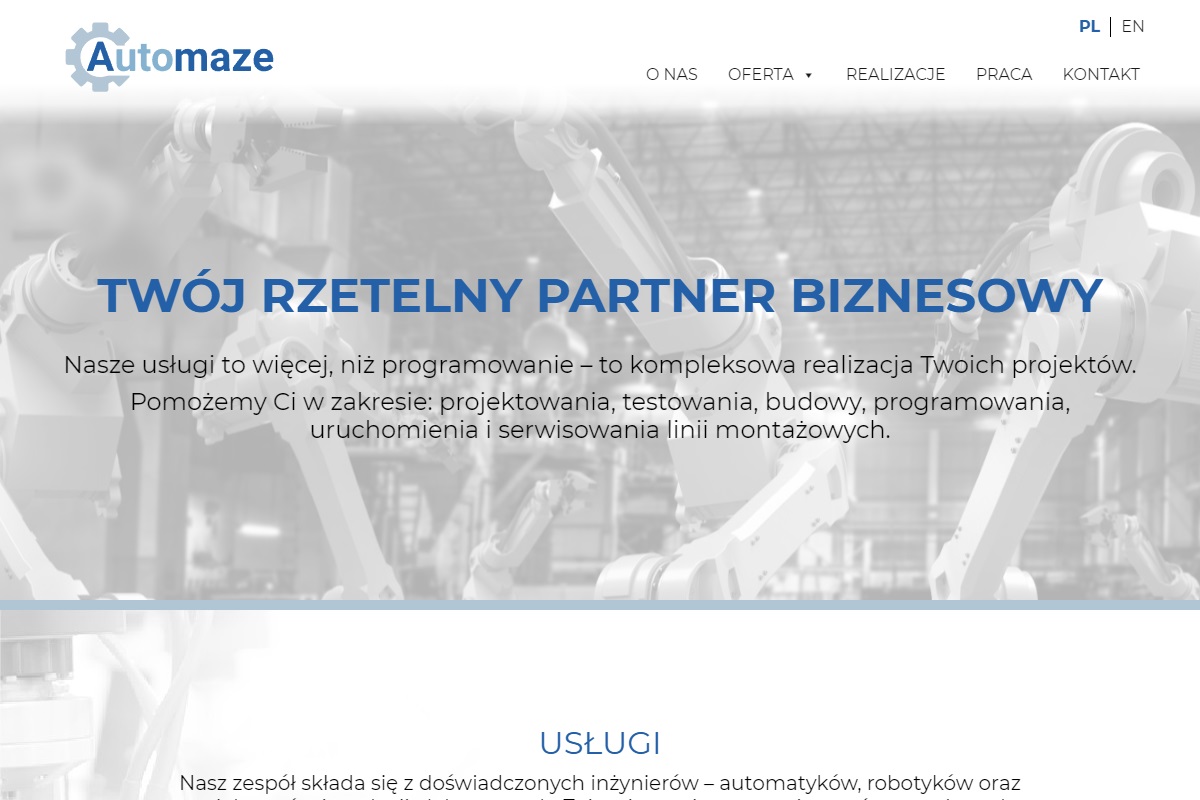 Automaze
PL | EN
O NAS OFERTA REALIZACJE PRACA KONTAKT
TWÓJ RZETELNY PARTNER BIZNESOWY
Nasze usługi to więcej, niż programowanie – to kompleksowa realizacja Twoich projektów.
Pomożemy Ci w zakresie: projektowania, testowania, budowy, programowania,
uruchomienia i serwisowania linii montażowych.
USŁUGI
Nasz zespół składa się z doświadczonych inżynierów – automatyków, robotyków oraz